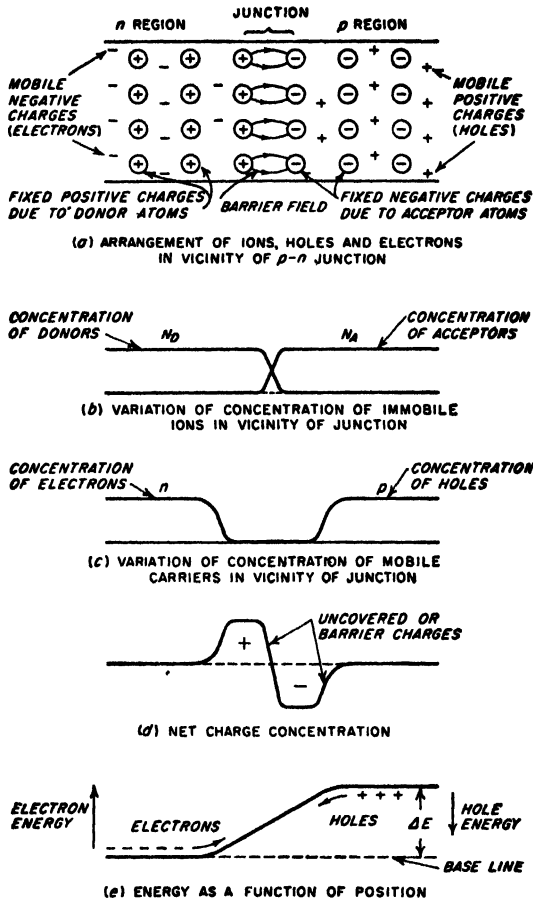 n REGION
JUNCTION
p REGION
MOBILE
NEGATIVE
CHARGES
(ELECTRONS)
MOBILE
POSITIVE
CHARGES
(HOLES)
FIXED POSITIVE CHARGES
DUE TO DONOR ATOMS
BARRIER FIELD
FIXED NEGATIVE CHARGES
DUE TO ACCEPTOR ATOMS
(a) ARRANGEMENT OF IONS, HOLES AND ELECTRONS
IN VICINITY OF p-n JUNCTION
CONCENTRATION
OF DONORS
N_D
N_A
CONCENTRATION
OF ACCEPTORS
(b) VARIATION OF CONCENTRATION OF IMMOBILE
IONS IN VICINITY OF JUNCTION
CONCENTRATION
OF ELECTRONS
n
p
CONCENTRATION
OF HOLES
(c) VARIATION OF CONCENTRATION OF MOBILE
CARRIERS IN VICINITY OF JUNCTION
UNCOVERED OR
BARRIER CHARGES
+
−
(d) NET CHARGE CONCENTRATION
ELECTRON
ENERGY
ELECTRONS
+ + +
HOLES
ΔE
HOLE
ENERGY
BASE LINE
(e) ENERGY AS A FUNCTION OF POSITION